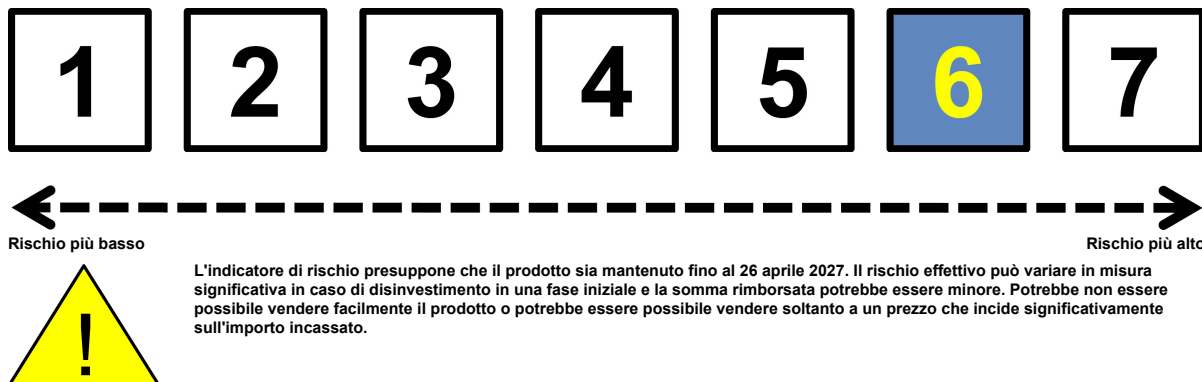 1 2 3 4 5 6 7
Rischio più basso Rischio più alto
L'indicatore di rischio presuppone che il prodotto sia mantenuto fino al 26 aprile 2027. Il rischio effettivo può variare in misura
significativa in caso di disinvestimento in una fase iniziale e la somma rimborsata potrebbe essere minore. Potrebbe non essere
possibile vendere facilmente il prodotto o potrebbe essere possibile vendere soltanto a un prezzo che incide significativamente
sull'importo incassato.
!